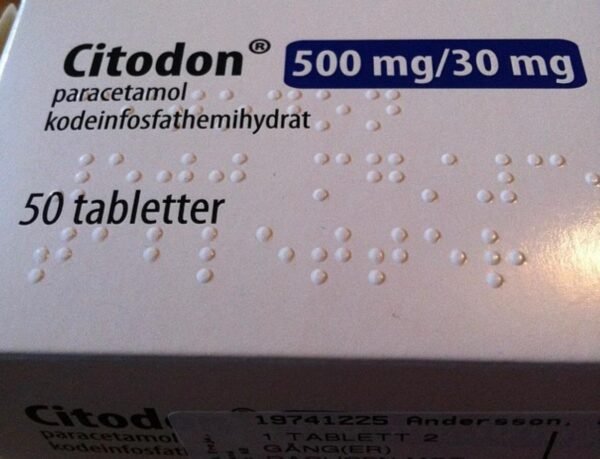 Citodon® 500 mg/30 mg
paracetamol
kodeinfosfathemihydrat
50 tabletter
Citod
paracetamol
kodeinfosfat
19741225 Andersson,
1 TABLETT 2
GÅNG(ER)